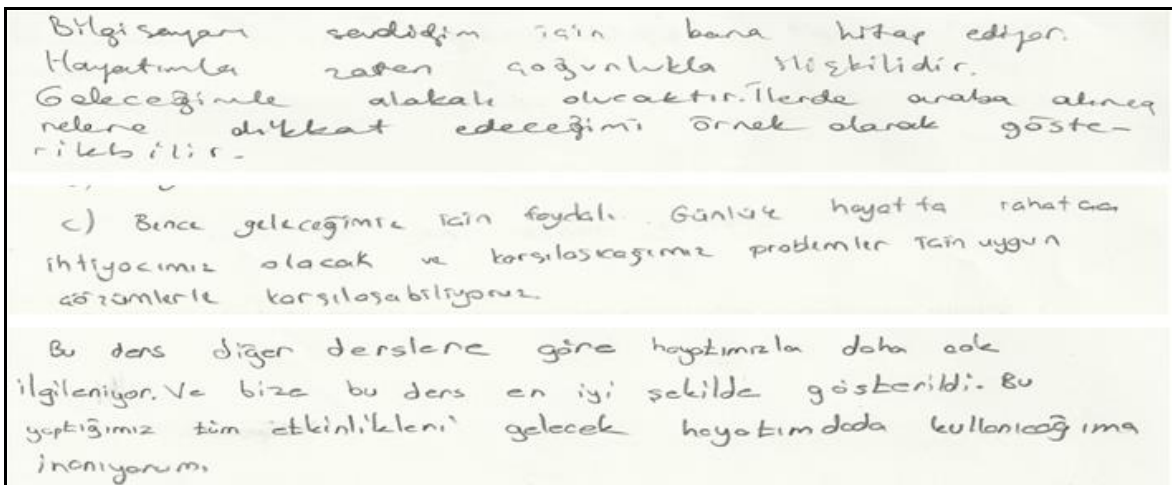 Bilgisayarı sevdiğim için bana hitap ediyor.
Hayatımla zaten çoğunlukla ilişkilidir.
Geleceğimle alakalı olucaktır. İlerde araba alınca
nelere dikkat edeceğimi örnek olarak göste-
rilebilir.
c) Bence geleceğimiz için faydalı. Günlük hayatta rahatça
ihtiyacımız olacak ve karşılaşacağımız problemler için uygun
çözümlerle karşılaşabiliyoruz.
Bu ders diğer derslere göre hayatımızla daha çok
ilgileniyor. Ve bize bu ders en iyi şekilde gösterildi. Bu
yaptığımız tüm etkinlikleri gelecek hayatımdada kullanıcağıma
inanıyorum.